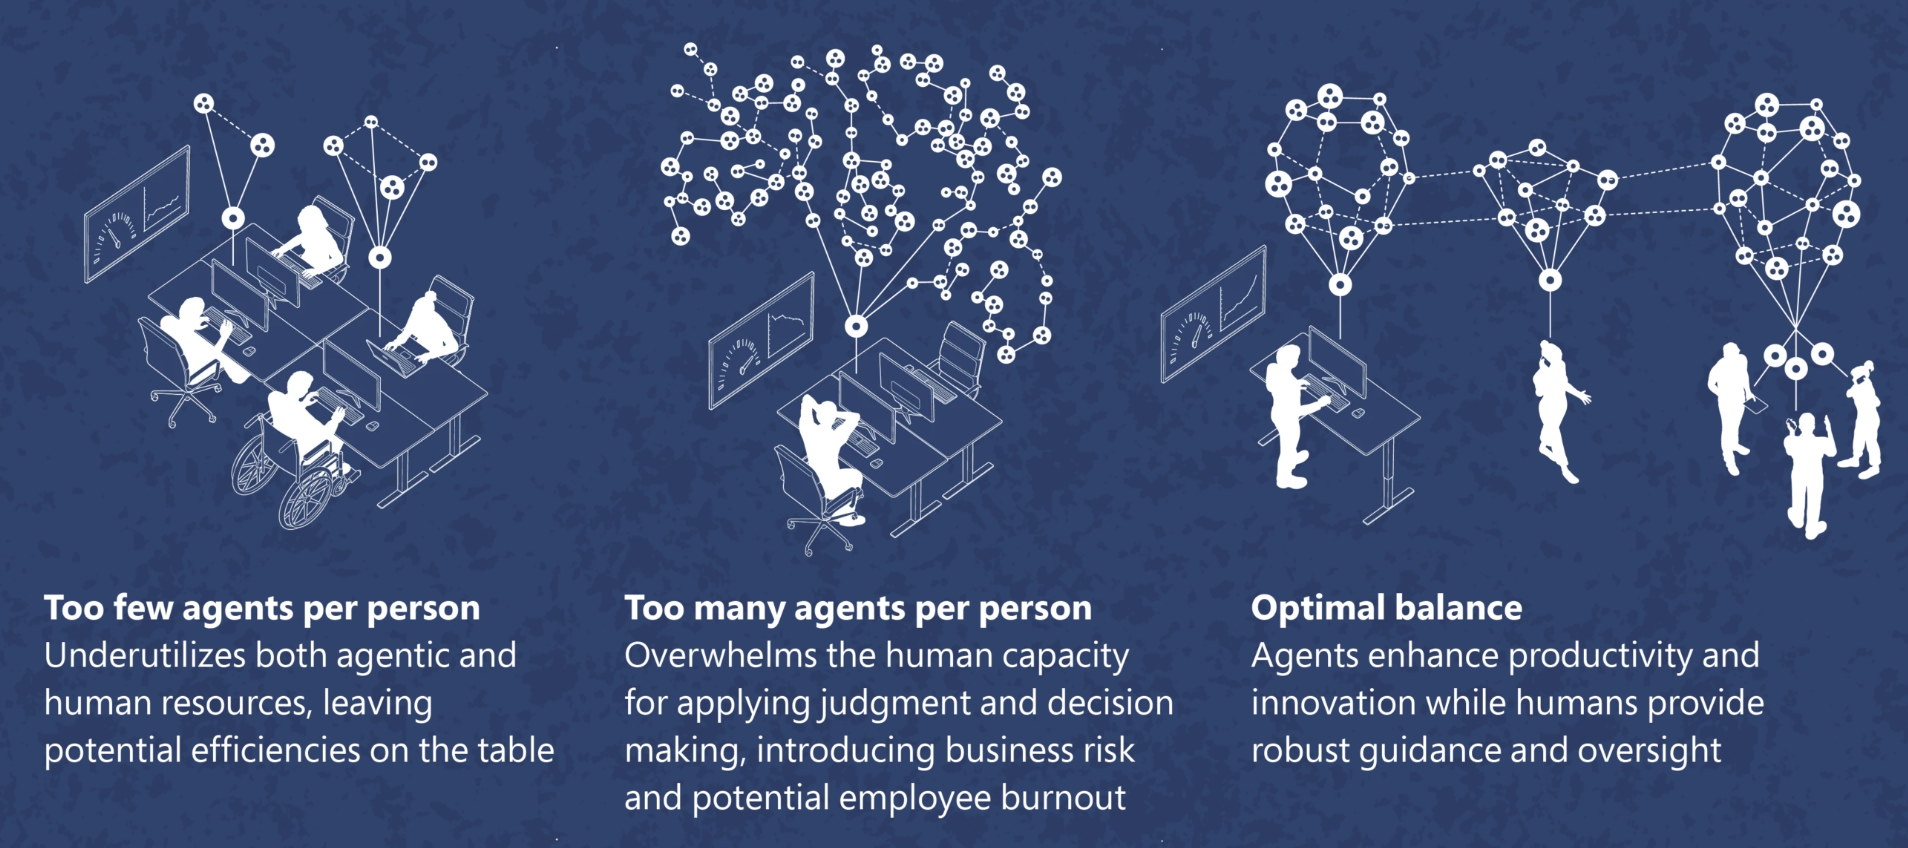 Too few agents per person
Underutilizes both agentic and
human resources, leaving
potential efficiencies on the table
Too many agents per person
Overwhelms the human capacity
for applying judgment and decision
making, introducing business risk
and potential employee burnout
Optimal balance
Agents enhance productivity and
innovation while humans provide
robust guidance and oversight